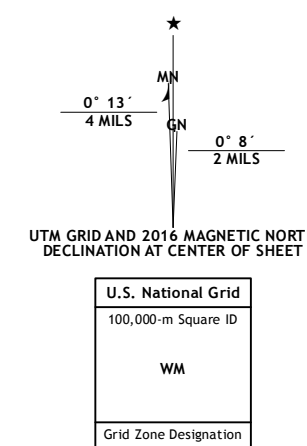 ★
MN
0° 13´
4 MILS
GN
0° 8´
2 MILS
UTM GRID AND 2016 MAGNETIC NORT
DECLINATION AT CENTER OF SHEET
U.S. National Grid
100,000-m Square ID
WM
Grid Zone Designation